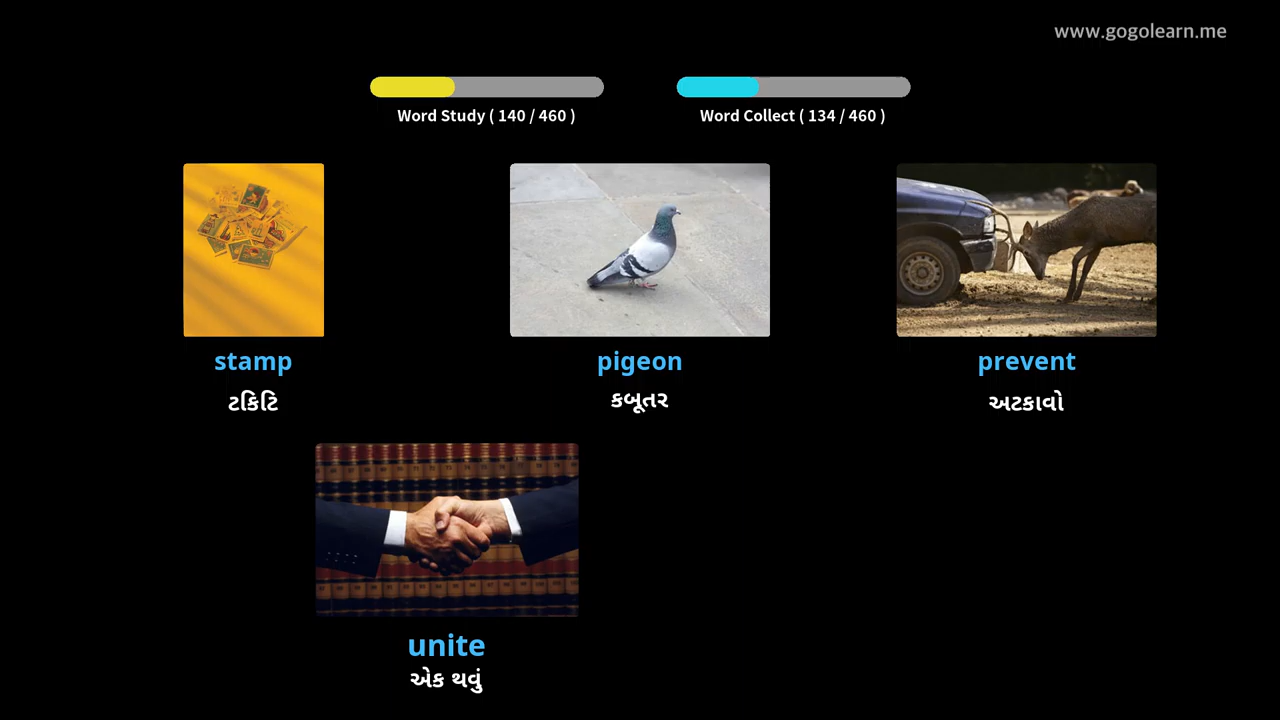 www.gogolearn.me
Word Study ( 140 / 460 )
Word Collect ( 134 / 460 )
stamp
pigeon
prevent
ટિકિટ
કબૂતર
અટકાવો
unite
એક થવું